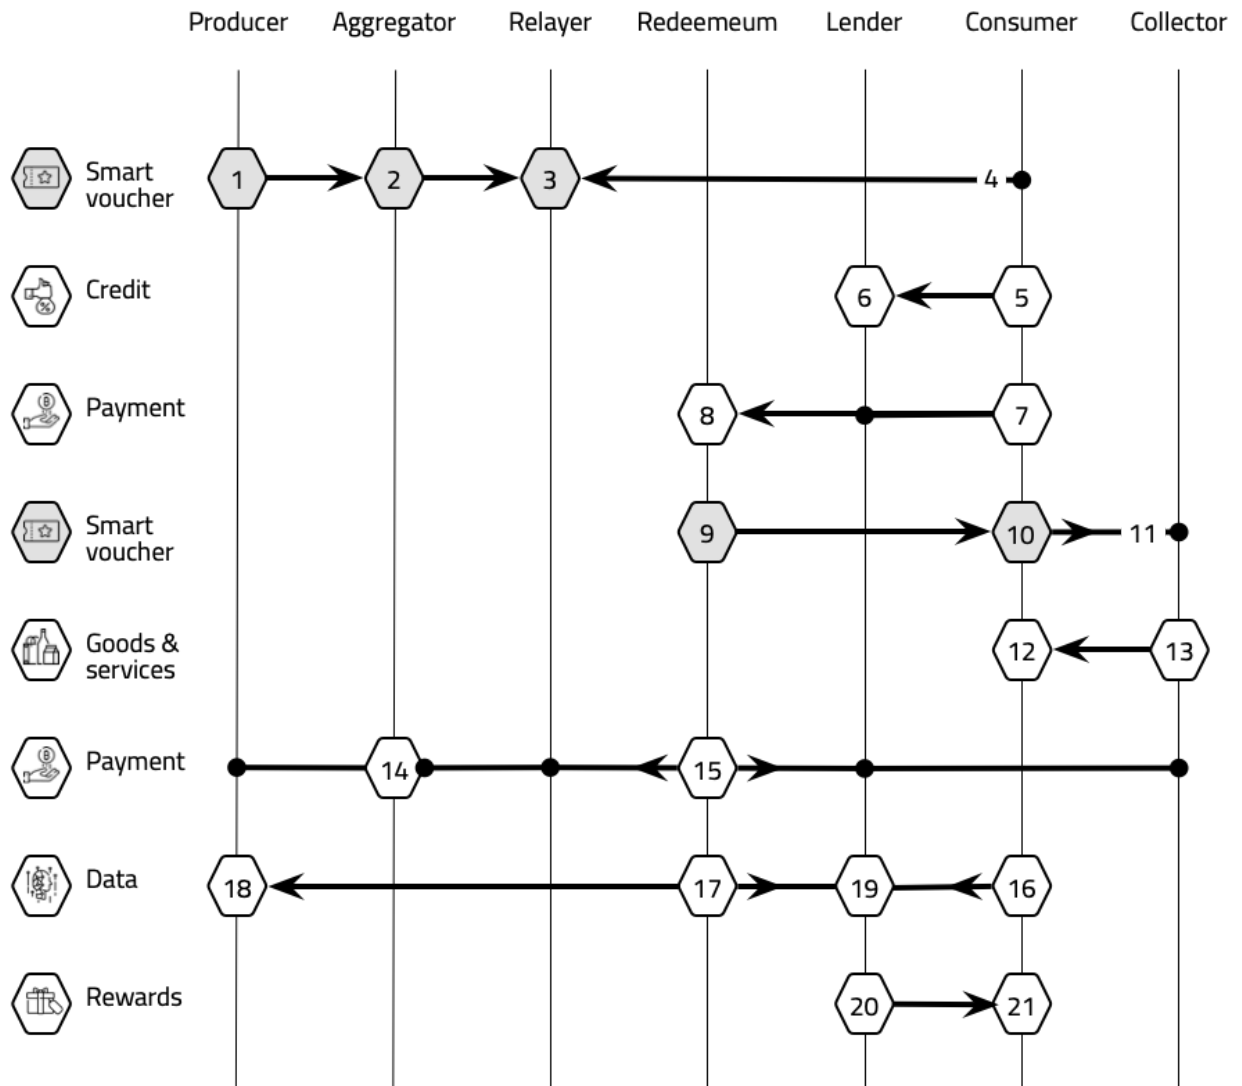 Producer Aggregator Relayer Redeemeum Lender Consumer Collector
Smart
voucher
1 2 3 4
Credit
6 5
Payment
8 7
Smart
voucher
9 10 11
Goods &
services
12 13
Payment
14 15
Data
18 17 19 16
Rewards
20 21